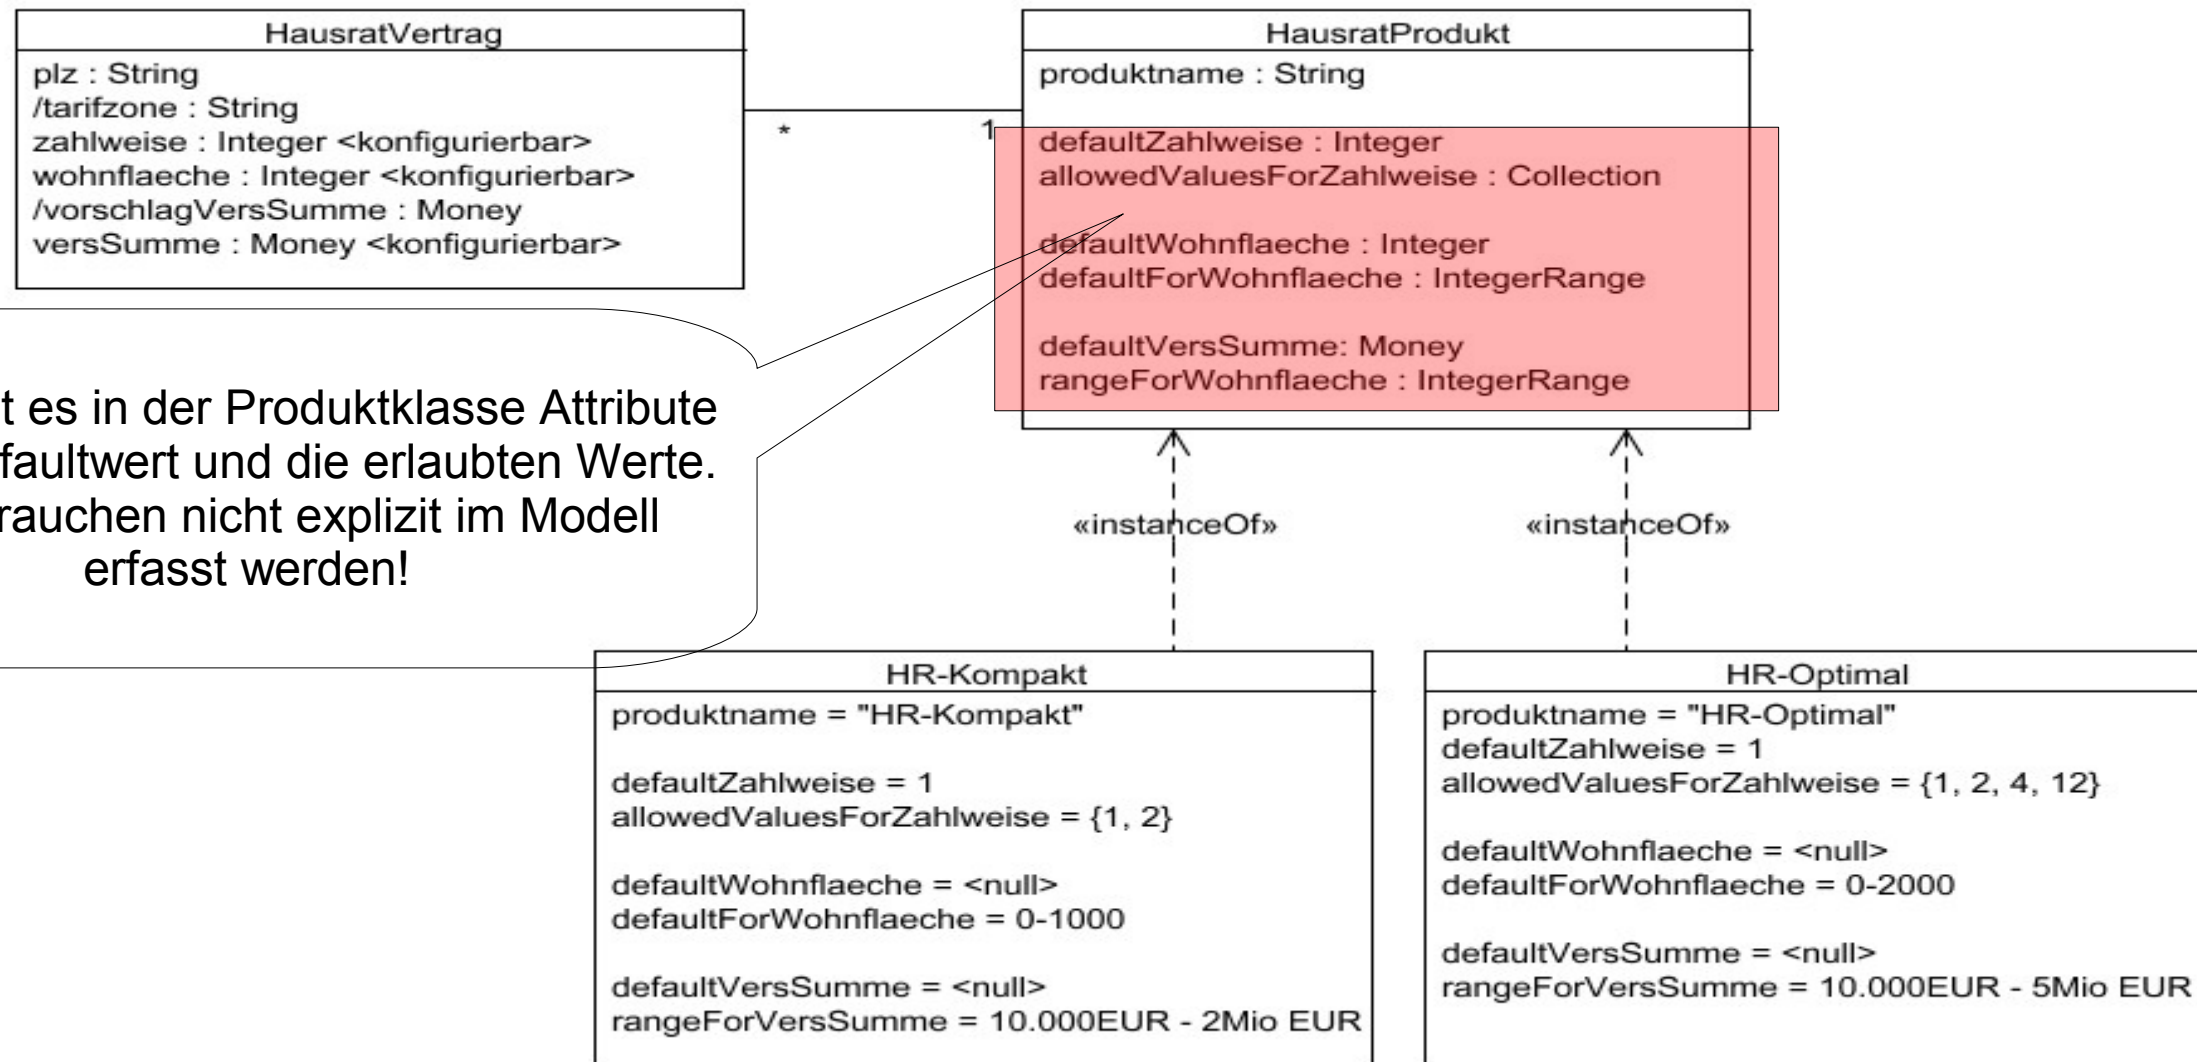 HausratVertrag
plz : String
/tarifzone : String
zahlweise : Integer <konfigurierbar>
wohnflaeche : Integer <konfigurierbar>
/vorschlagVersSumme : Money
versSumme : Money <konfigurierbar>
* 1
HausratProdukt
produktname : String
defaultZahlweise : Integer
allowedValuesForZahlweise : Collection
defaultWohnflaeche : Integer
defaultForWohnflaeche : IntegerRange
defaultVersSumme: Money
rangeForWohnflaeche : IntegerRange
es in der Produktklasse Attribute
und die erlaubten Werte.
nicht explizit im Modell
erfasst werden!
«instanceOf»
«instanceOf»
HR-Kompakt
produktname = "HR-Kompakt"
defaultZahlweise = 1
allowedValuesForZahlweise = {1, 2}
defaultWohnflaeche = <null>
defaultForWohnflaeche = 0-1000
defaultVersSumme = <null>
rangeForVersSumme = 10.000EUR - 2Mio EUR
HR-Optimal
produktname = "HR-Optimal"
defaultZahlweise = 1
allowedValuesForZahlweise = {1, 2, 4, 12}
defaultWohnflaeche = <null>
defaultForWohnflaeche = 0-2000
defaultVersSumme = <null>
rangeForVersSumme = 10.000EUR - 5Mio EUR